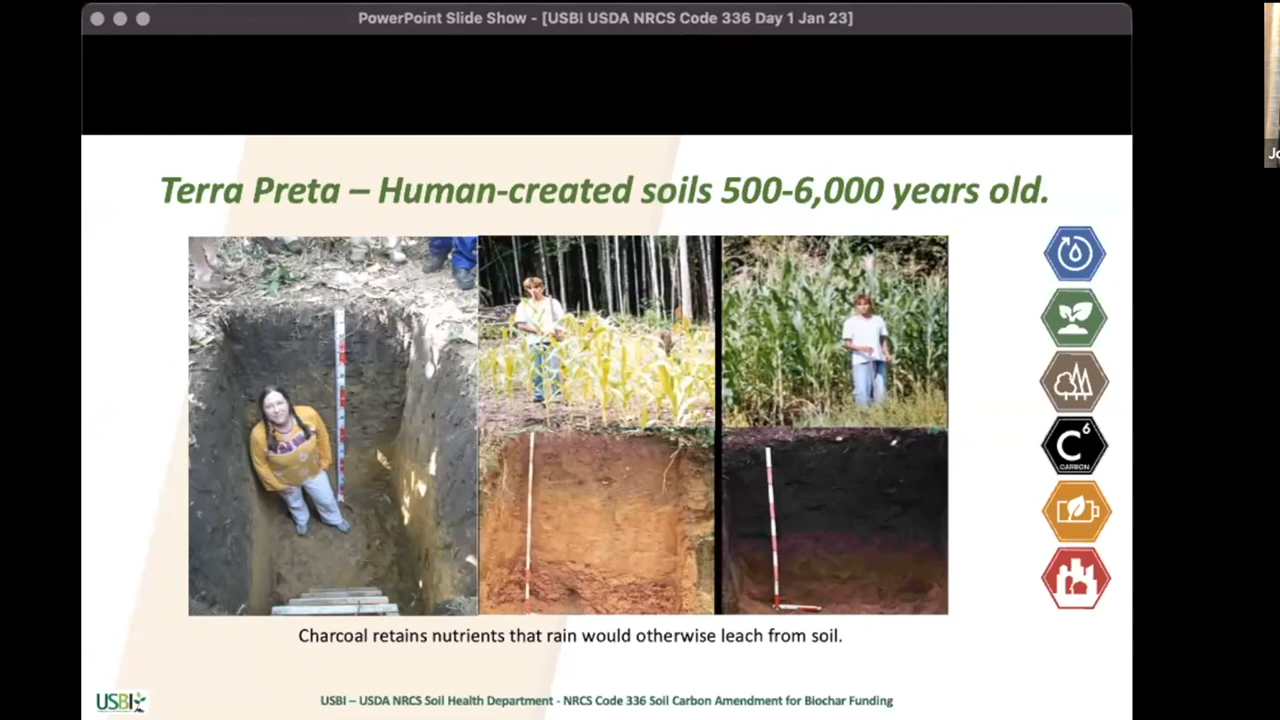 PowerPoint Slide Show - [USBI USDA NRCS Code 336 Day 1 Jan 23]
Terra Preta – Human-created soils 500-6,000 years old.
C 6
CARBON
Charcoal retains nutrients that rain would otherwise leach from soil.
USBI
USBI – USDA NRCS Soil Health Department - NRCS Code 336 Soil Carbon Amendment for Biochar Funding